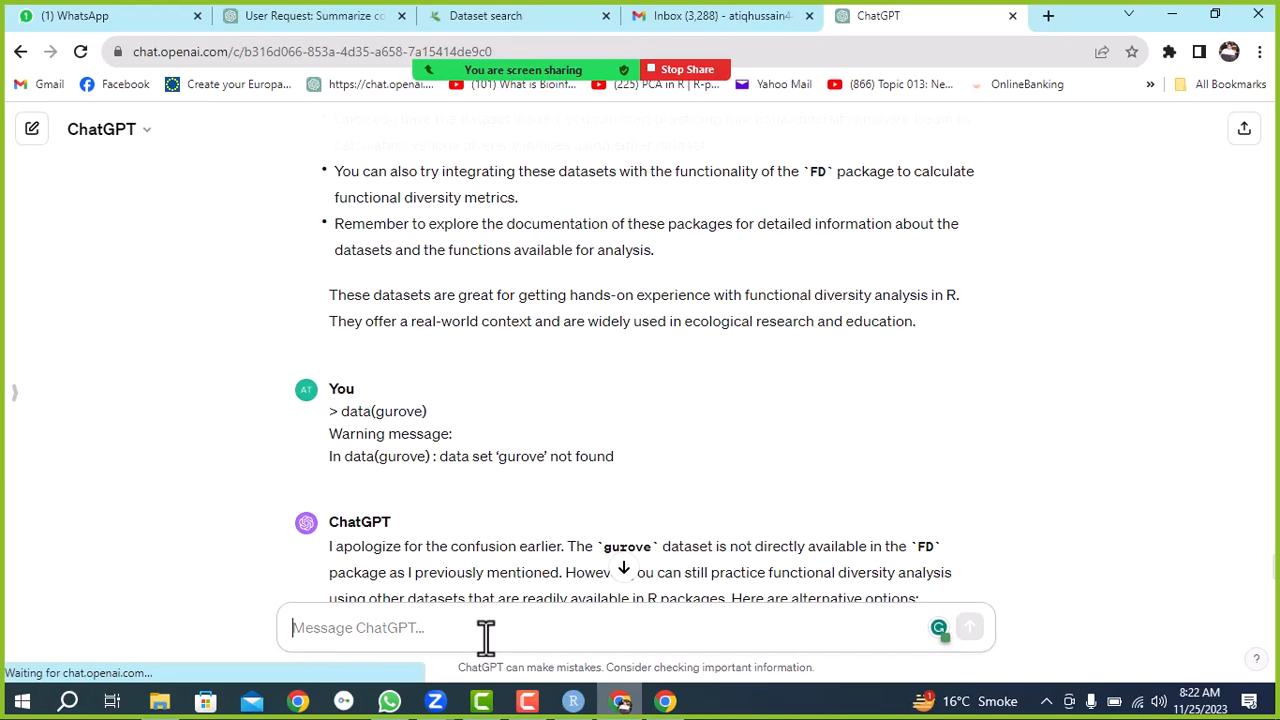 (1) WhatsApp
User Request: Summarize co
Dataset search
Inbox (3,288) - atiqhussain4-
ChatGPT
chat.openai.com/c/b316d066-853a-4d35-a658-7a15414de9c0
You are screen sharing
Stop Share
Gmail
Facebook
Create your Europa...
https://chat.openai....
(101) What is Bioinf...
(225) PCA in R | R-p...
Yahoo Mail
(866) Topic 013: Ne...
OnlineBanking
»
All Bookmarks
ChatGPT
• You can also try integrating these datasets with the functionality of the `FD` package to calculate
functional diversity metrics.
• Remember to explore the documentation of these packages for detailed information about the
datasets and the functions available for analysis.
These datasets are great for getting hands-on experience with functional diversity analysis in R.
They offer a real-world context and are widely used in ecological research and education.
AT
You
> data(gurove)
Warning message:
In data(gurove) : data set ‘gurove’ not found
ChatGPT
I apologize for the confusion earlier. The `gurove` dataset is not directly available in the `FD`
package as I previously mentioned. However, you can still practice functional diversity analysis
using other datasets that are readily available in R packages. Here are alternative options:
Message ChatGPT...
ChatGPT can make mistakes. Consider checking important information.
?
Waiting for chat.openai.com...
16°C Smoke
8:22 AM
11/25/2023